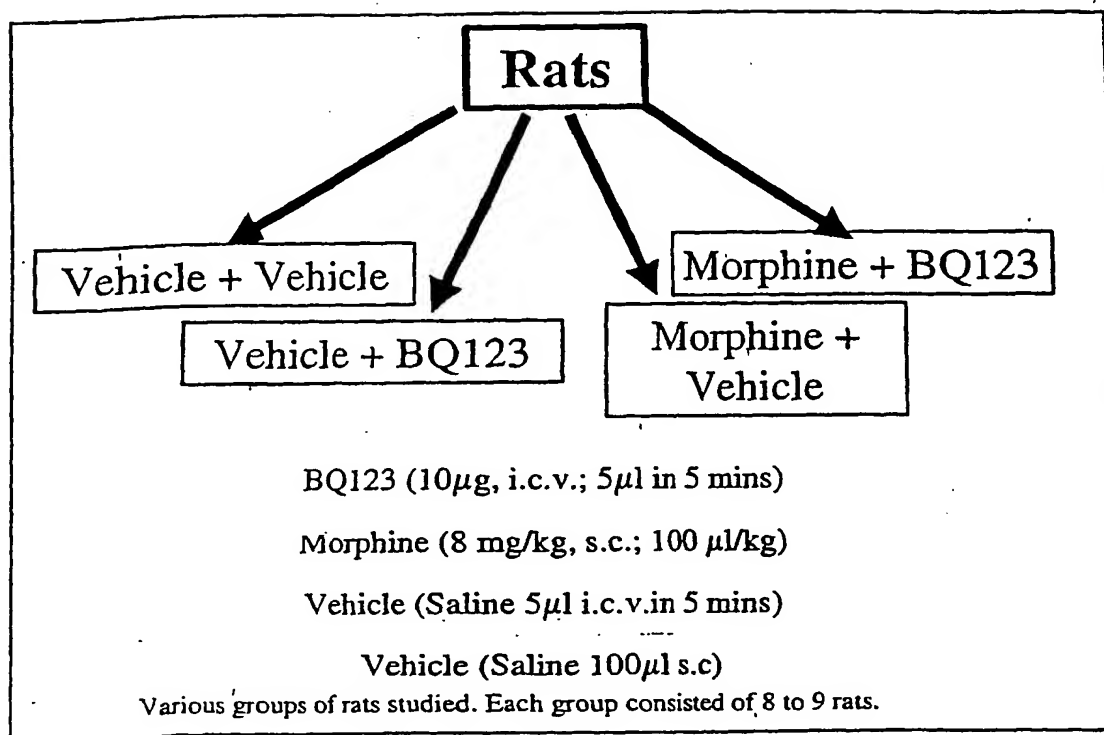 Rats
Vehicle + Vehicle
Vehicle + BQ123
Morphine + BQ123
Morphine +
Vehicle
BQ123 (10μg, i.c.v.; 5μl in 5 mins)
Morphine (8 mg/kg, s.c.; 100 μl/kg)
Vehicle (Saline 5μl i.c.v.in 5 mins)
Vehicle (Saline 100μl s.c)
Various groups of rats studied. Each group consisted of 8 to 9 rats.